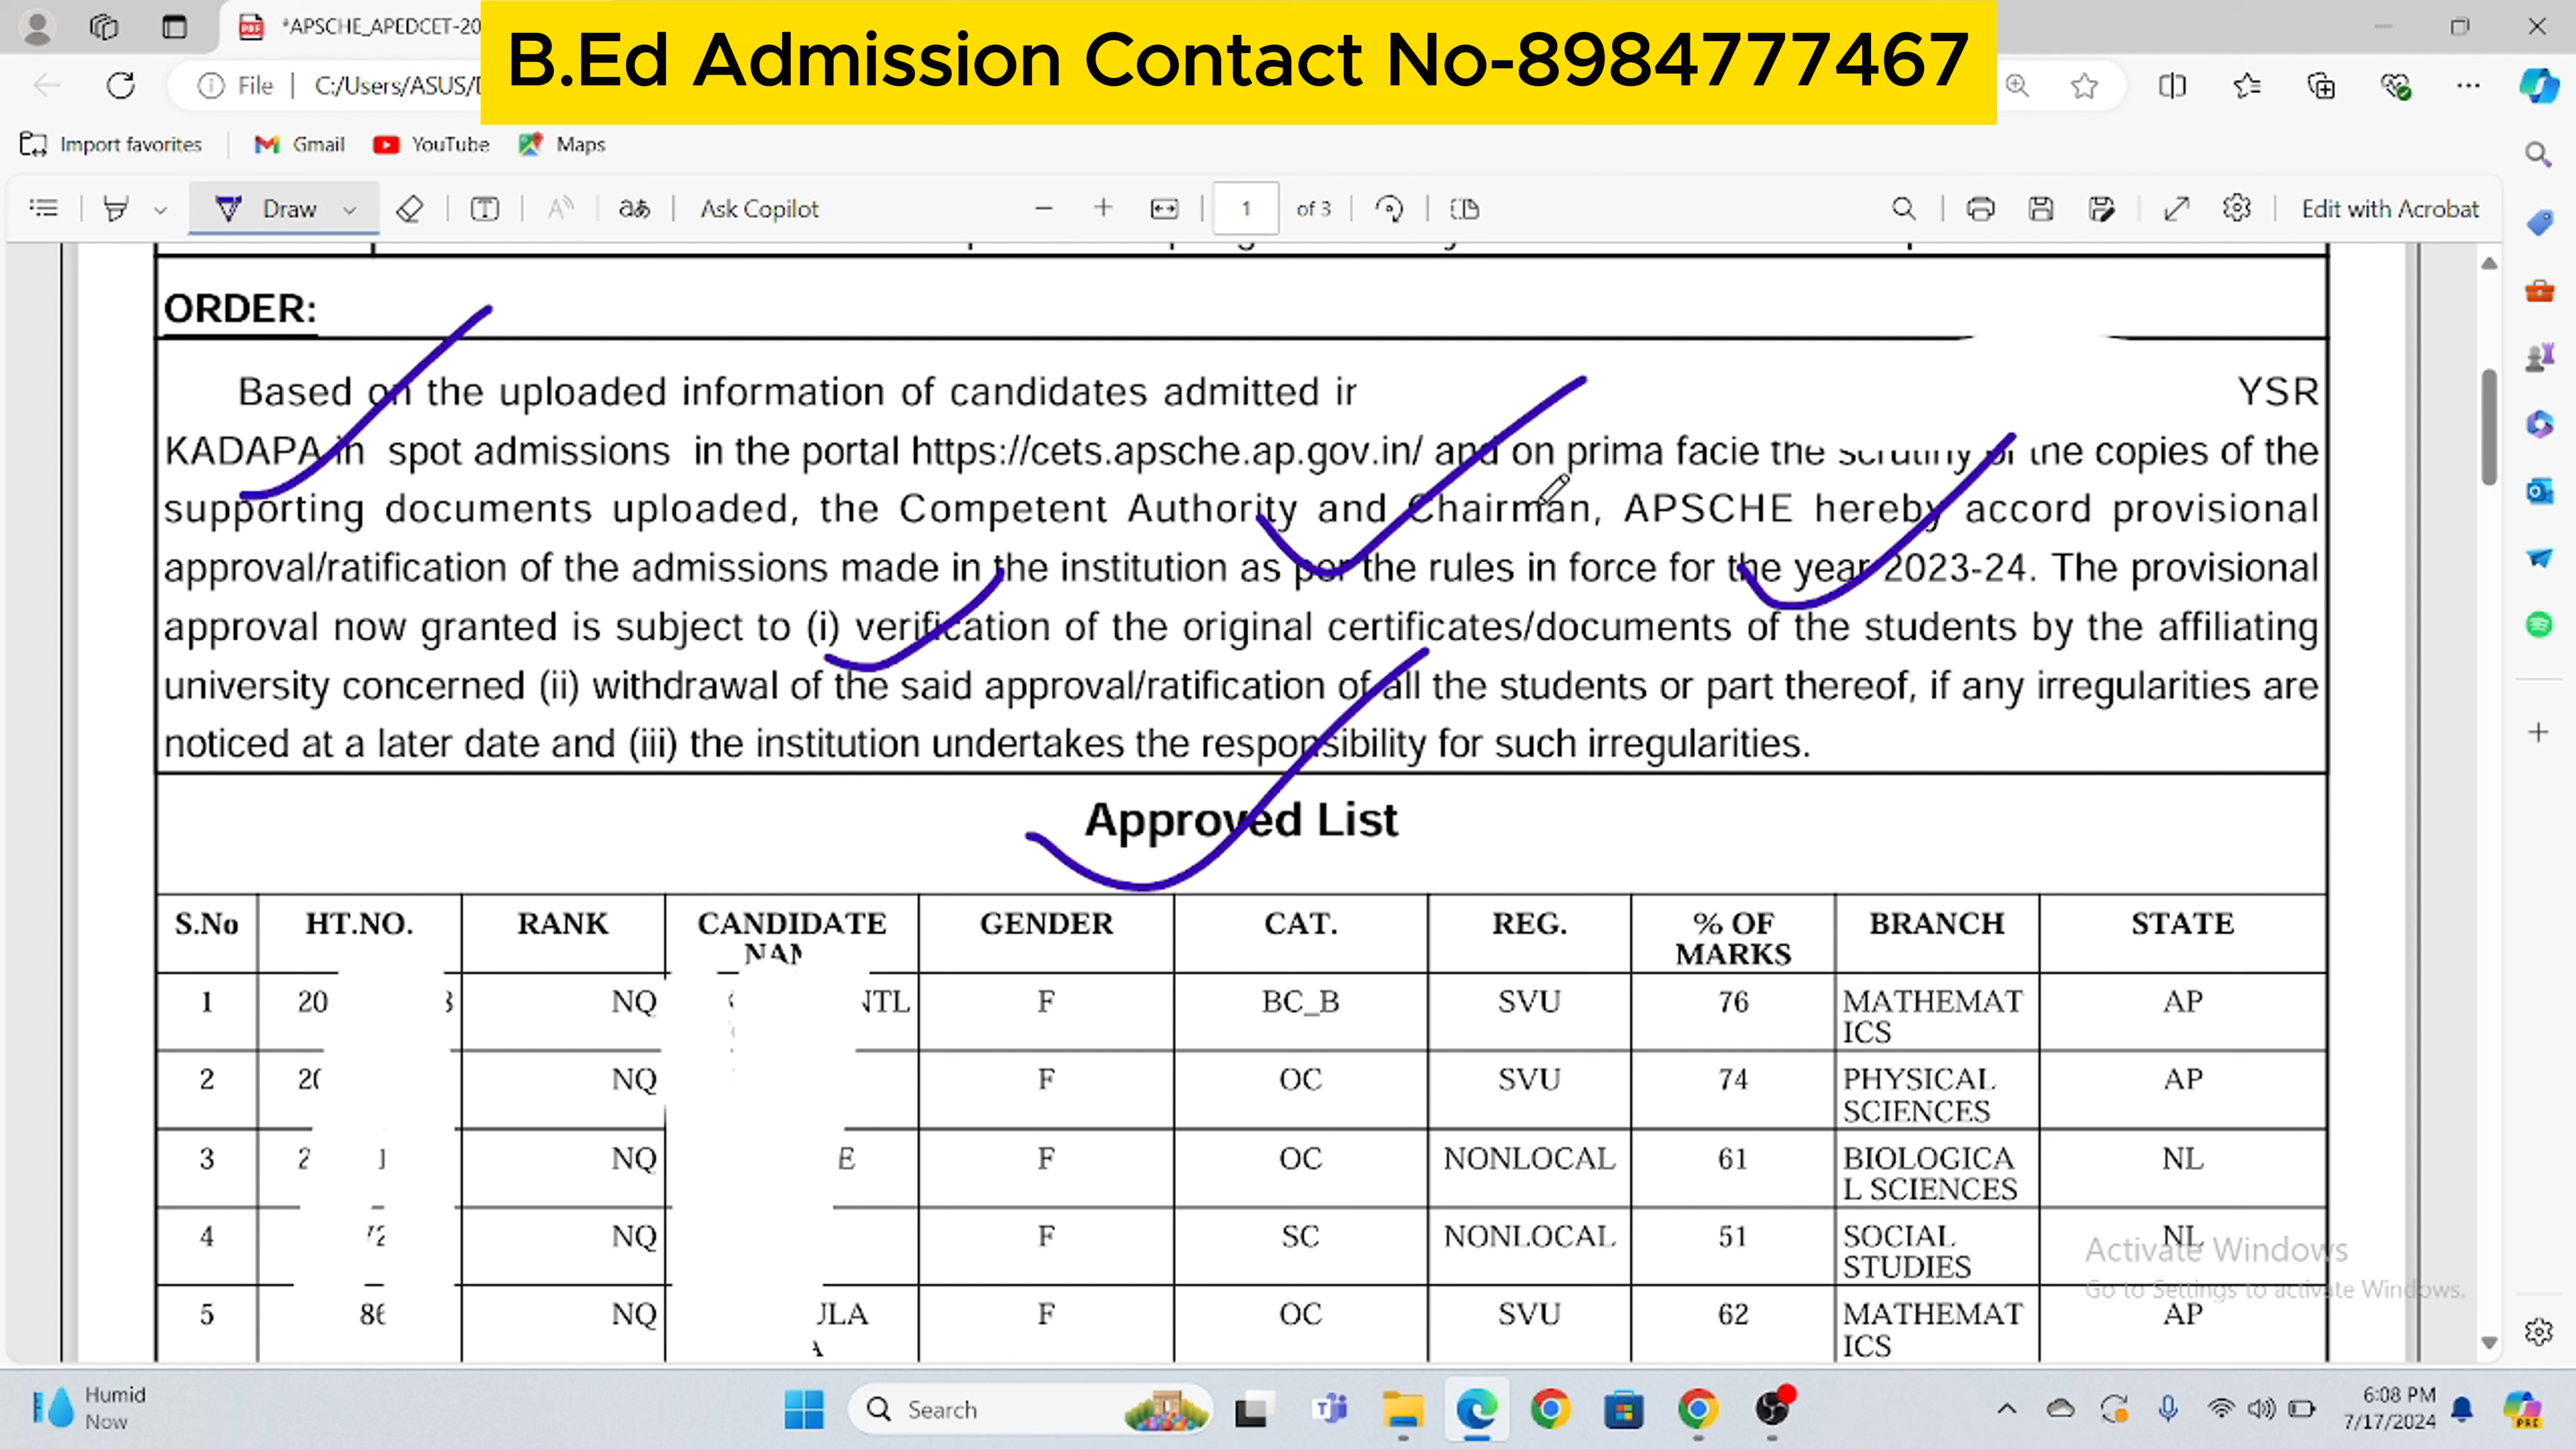 B.Ed Admission Contact No-8984777467
*APSCHE_APEDCET-20
File C:/Users/ASUS/
Import favorites Gmail YouTube Maps
Draw Ask Copilot 1 of 3 Edit with Acrobat
ORDER:
Based on the uploaded information of candidates admitted YSR
KADAPA in spot admissions in the portal https://cets.apsche.ap.gov.in/ and on prima facie the scrutiny of the copies of the
supporting documents uploaded, the Competent Authority and Chairman, APSCHE hereby accord provisional
approval/ratification of the admissions made in the institution as per the rules in force for the year 2023-24. The provisional
approval now granted is subject to (i) verification of the original certificates/documents of the students by the affiliating
university concerned (ii) withdrawal of the said approval/ratification of all the students or part thereof, if any irregularities are
noticed at a later date and (iii) the institution undertakes the responsibility for such irregularities.
Approved List
S.No HT.NO. RANK CANDIDATE GENDER CAT. REG. % OF MARKS BRANCH STATE
1 20 NQ NTL F BC_B SVU 76 MATHEMAT ICS AP
2 NQ F OC SVU 74 PHYSICAL SCIENCES AP
3 2 NQ E F OC NONLOCAL 61 BIOLOGICA L SCIENCES NL
4 NQ F SC NONLOCAL 51 SOCIAL STUDIES NL
5 NQ ULA F OC SVU 62 MATHEMAT ICS AP
Activate Windows
Go to Settings to activate Windows.
Humid
Now
Search
6:08 PM
7/17/2024
PRE